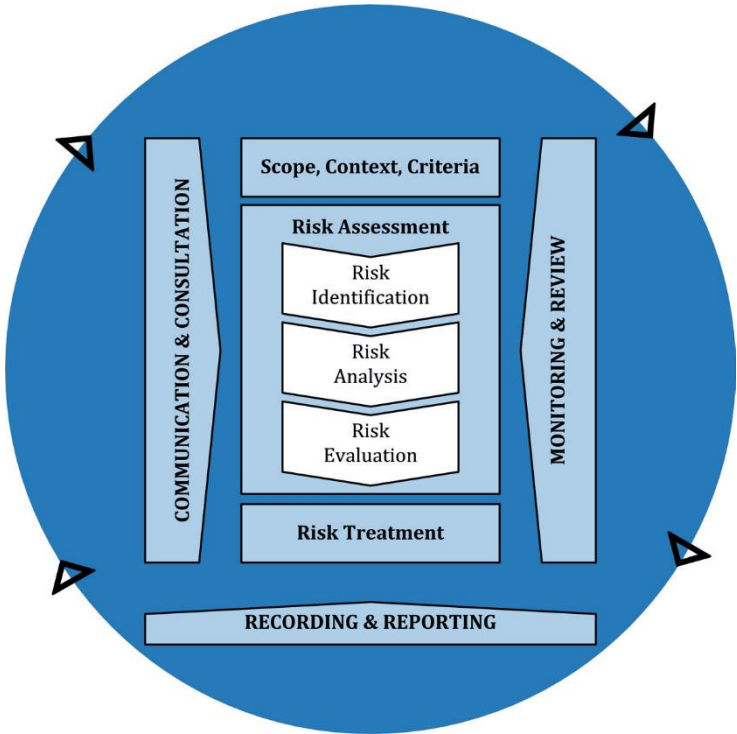 Scope, Context, Criteria
Risk Assessment
Risk
Identification
Risk
Analysis
Risk
Evaluation
Risk Treatment
COMMUNICATION & CONSULTATION
MONITORING & REVIEW
RECORDING & REPORTING